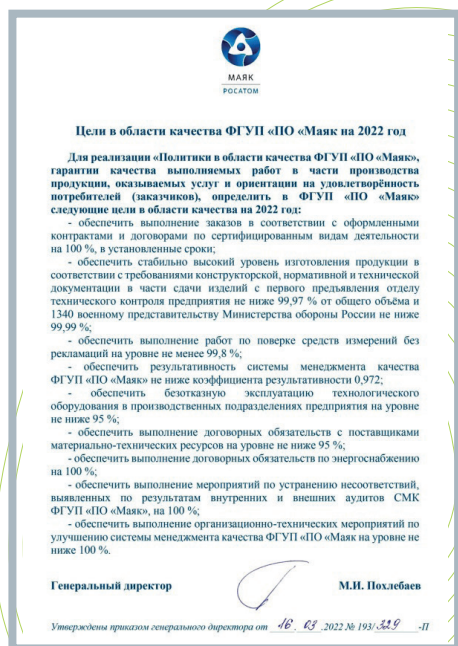 МАЯК
РОСАТОМ
Цели в области качества ФГУП «ПО «Маяк на 2022 год
Для реализации «Политики в области качества ФГУП «ПО «Маяк»,
гарантии качества выполняемых работ в части производства
продукции, оказываемых услуг и ориентации на удовлетворённость
потребителей (заказчиков), определить в ФГУП «ПО «Маяк»
следующие цели в области качества на 2022 год:
- обеспечить выполнение заказов в соответствии с оформленными
контрактами и договорами по сертифицированным видам деятельности
на 100 %, в установленные сроки;
- обеспечить стабильно высокий уровень изготовления продукции в
соответствии с требованиями конструкторской, нормативной и технической
документации в части сдачи изделий с первого предъявления отделу
технического контроля предприятия не ниже 99,97 % от общего объёма и
1340 военному представительству Министерства обороны России не ниже
99,99 %;
- обеспечить выполнение работ по поверке средств измерений без
рекламаций на уровне не менее 99,8 %;
- обеспечить результативность системы менеджмента качества
ФГУП «ПО «Маяк» не ниже коэффициента результативности 0,972;
- обеспечить безотказную эксплуатацию технологического
оборудования в производственных подразделениях предприятия на уровне
не ниже 95 %;
- обеспечить выполнение договорных обязательств с поставщиками
материально-технических ресурсов на уровне не ниже 95 %;
- обеспечить выполнение договорных обязательств по энергоснабжению
на 100 %;
- обеспечить выполнение мероприятий по устранению несоответствий,
выявленных по результатам внутренних и внешних аудитов СМК
ФГУП «ПО «Маяк», на 100 %;
- обеспечить выполнение организационно-технических мероприятий по
улучшению системы менеджмента качества ФГУП «ПО «Маяк на уровне не
ниже 100 %.
Генеральный директор М.И. Похлебаев
Утверждены приказом генерального директора от 16. 03 .2022 № 193/ 329 -П